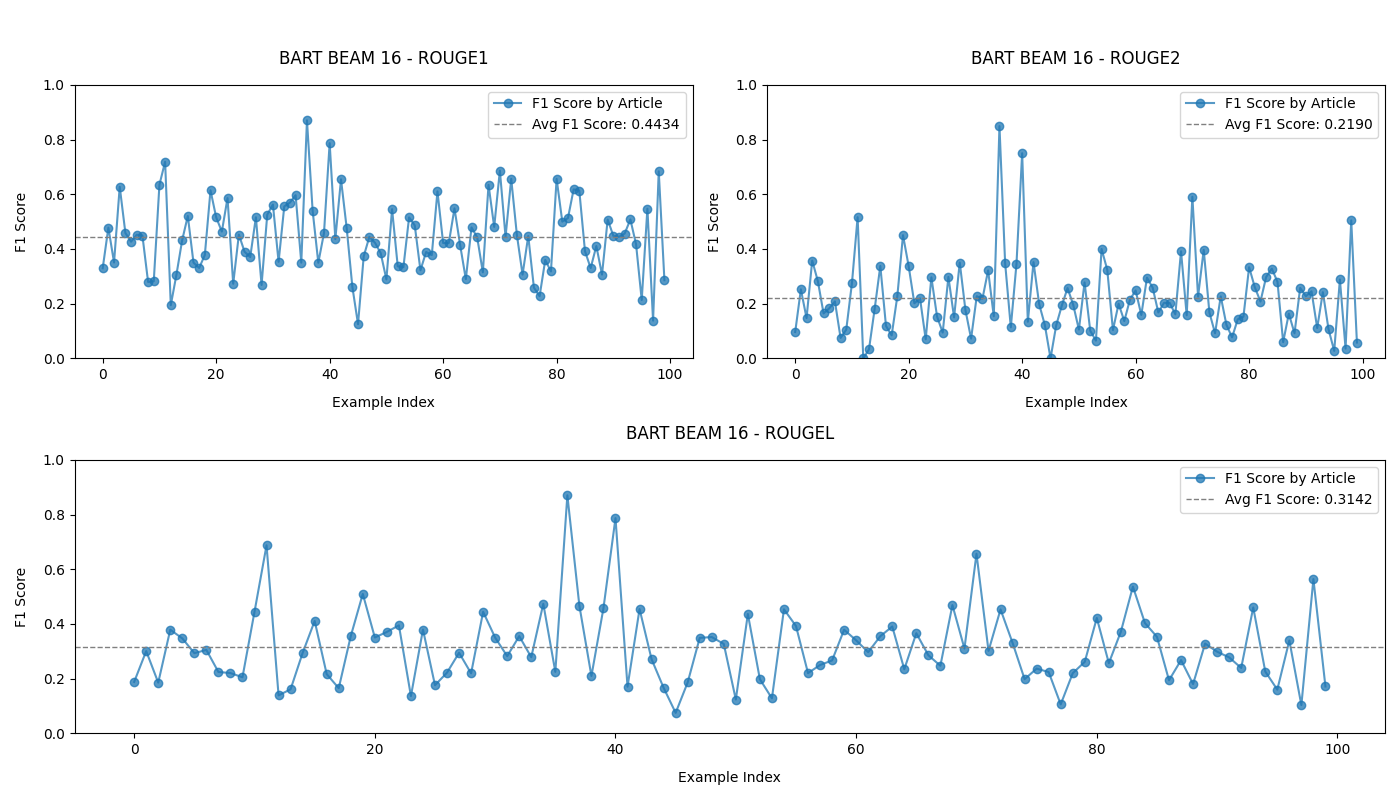 BART BEAM 16 - ROUGE1
F1 Score by Article
Avg F1 Score: 0.4434
1.0
0.8
0.6
0.4
0.2
0.0
F1 Score
0 20 40 60 80 100
Example Index
BART BEAM 16 - ROUGE2
F1 Score by Article
Avg F1 Score: 0.2190
1.0
0.8
0.6
0.4
0.2
0.0
F1 Score
0 20 40 60 80 100
Example Index
BART BEAM 16 - ROUGEL
F1 Score by Article
Avg F1 Score: 0.3142
1.0
0.8
0.6
0.4
0.2
0.0
F1 Score
0 20 40 60 80 100
Example Index